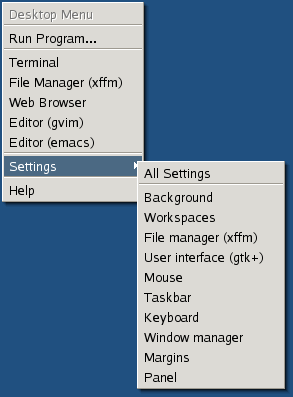 Desktop Menu
Run Program...
Terminal
File Manager (xffm)
Web Browser
Editor (gvim)
Editor (emacs)
Settings
Help
All Settings
Background
Workspaces
File manager (xffm)
User interface (gtk+)
Mouse
Taskbar
Keyboard
Window manager
Margins
Panel